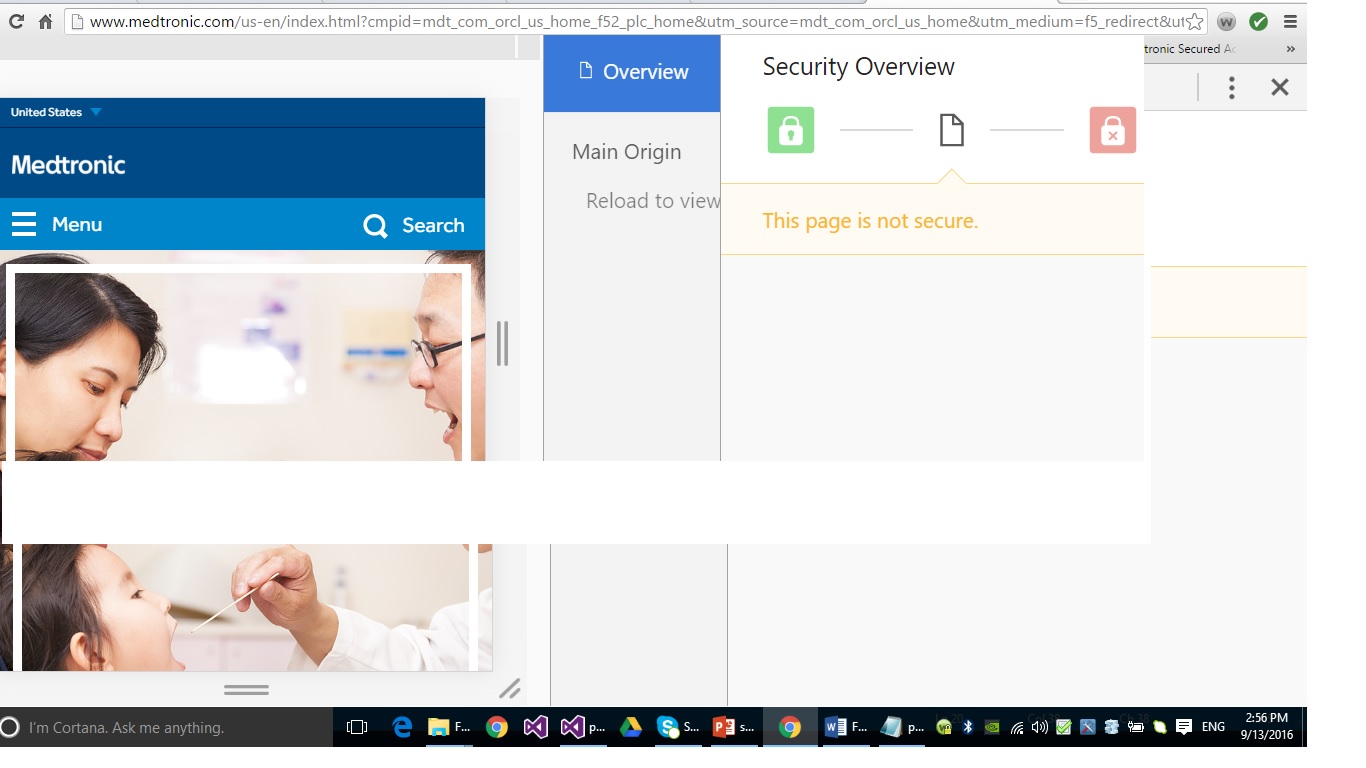 www.medtronic.com/us-en/index.html?cmpid=mdt_com_orcl_us_home_f52_plc_home&utm_source=mdt_com_orcl_us_home&utm_medium=f5_redirect&ut
tronic Secured Ac
»
Overview
Security Overview
United States
Main Origin
Medtronic
Reload to view
This page is not secure.
Menu
Search
I'm Cortana. Ask me anything.
F...
p...
S...
s...
F...
p...
ENG
2:56 PM
9/13/2016